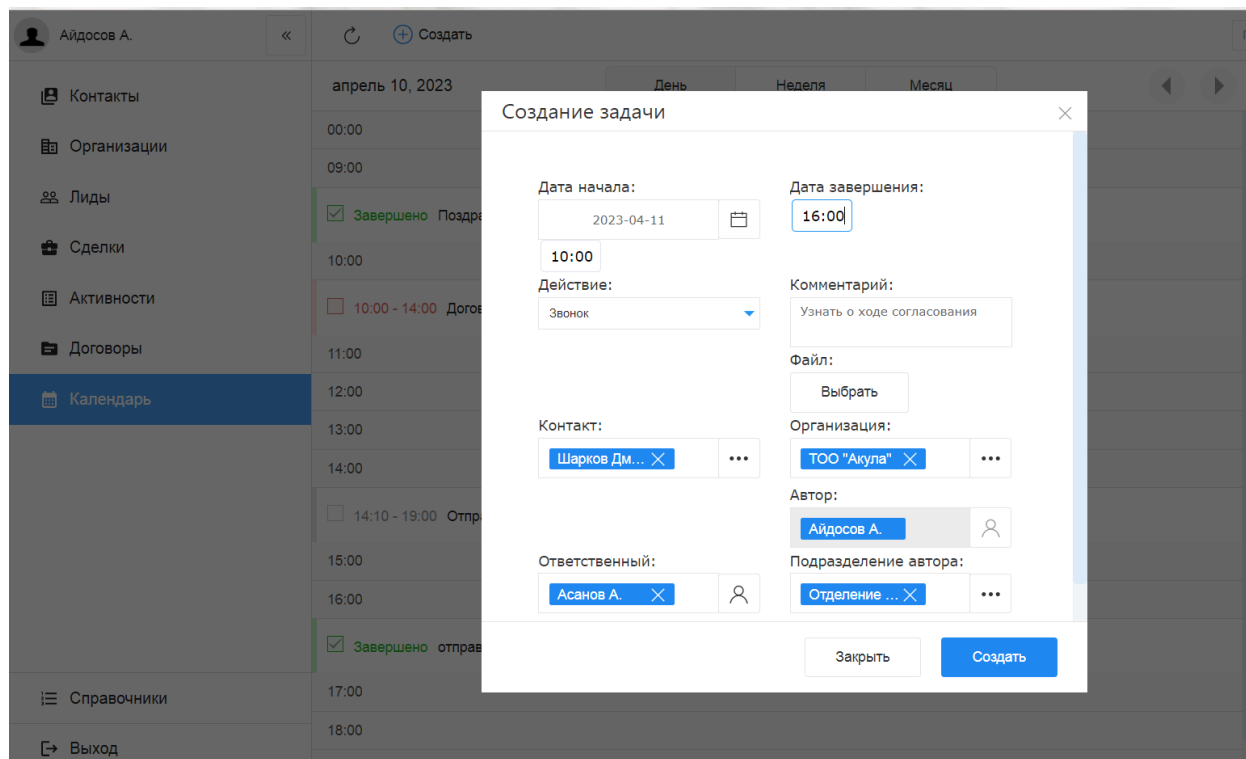 Айдосов А.
«
Создать
Контакты
Организации
Лиды
Сделки
Активности
Договоры
Календарь
Справочники
Выход
апрель 10, 2023
День
Неделя
Месяц
00:00
09:00
Завершено
10:00
10:00 - 14:00
11:00
12:00
13:00
14:00
14:10 - 19:00
15:00
16:00
Завершено
17:00
18:00
Создание задачи
Дата начала:
2023-04-11
10:00
Дата завершения:
16:00
Действие:
Звонок
Комментарий:
Узнать о ходе согласования
Файл:
Выбрать
Контакт:
Шарков Дм...
Организация:
ТОО "Акула"
Автор:
Айдосов А.
Ответственный:
Асанов А.
Подразделение автора:
Отделение ...
Закрыть
Создать